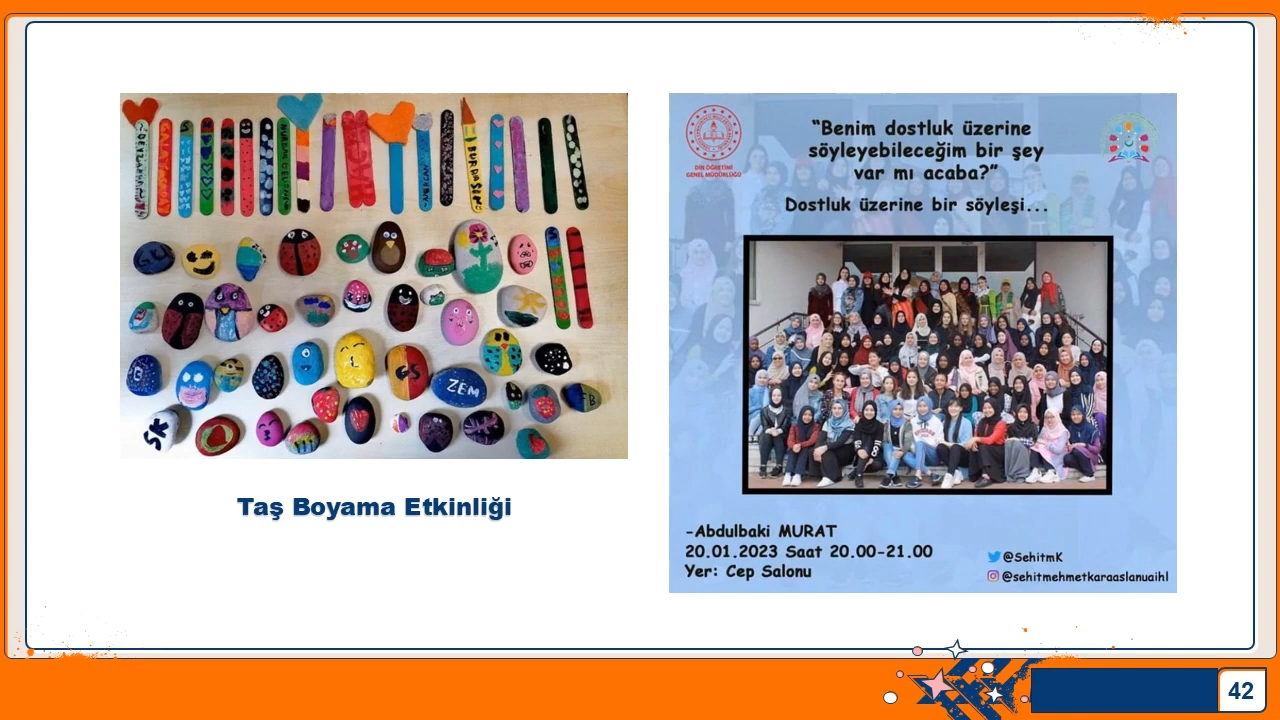 GS
ZEM
FB
SK
Taş Boyama Etkinliği
DİN ÖĞRETİMİ
GENEL MÜDÜRLÜĞÜ
“Benim dostluk üzerine
söyleyebileceğim bir şey
var mı acaba?”
Dostluk üzerine bir söyleşi...
-Abdulbaki MURAT
20.01.2023 Saat 20.00-21.00
Yer: Cep Salonu
@SehitmK
@sehitmehmetkaraaslanuaihl
42